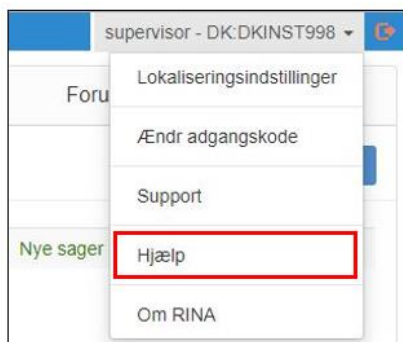 supervisor - DK:DKINST998
Lokaliseringsindstillinger
Foru
Ændr adgangskode
Support
Nye sager
Hjælp
Om RINA